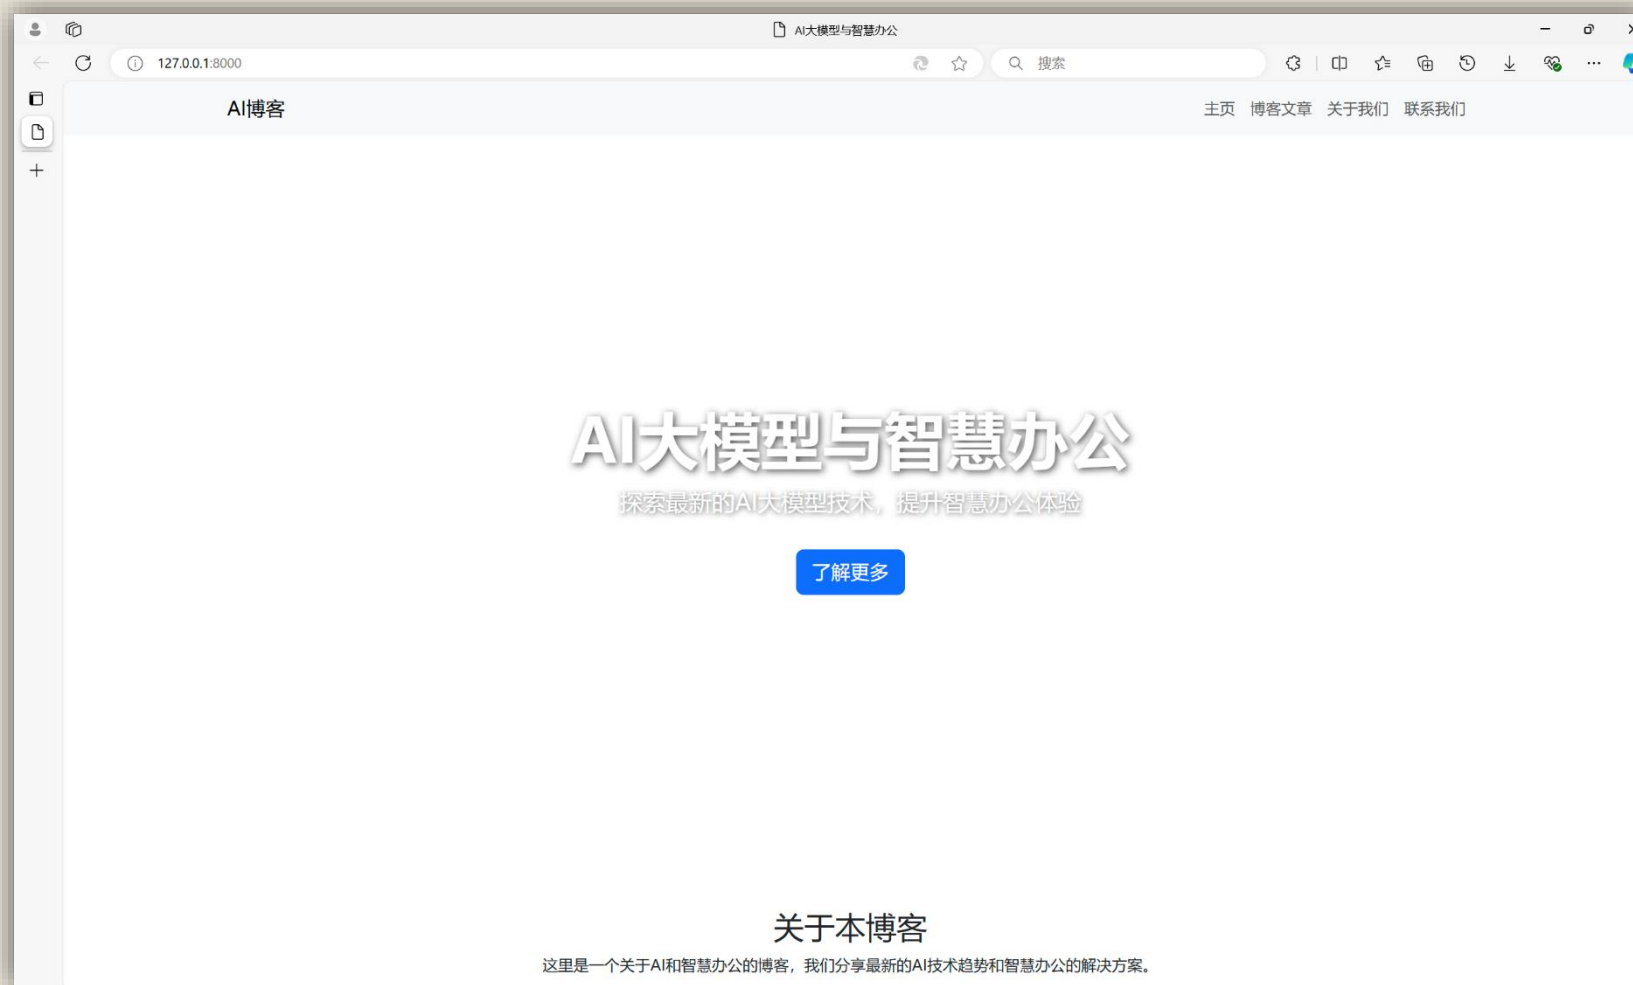 AI大模型与智慧办公
127.0.0.1:8000
搜索
AI博客
主页 博客文章 关于我们 联系我们
AI大模型与智慧办公
探索最新的AI大模型技术，提升智慧办公体验
了解更多
关于本博客
这里是一个关于AI和智慧办公的博客，我们分享最新的AI技术趋势和智慧办公的解决方案。